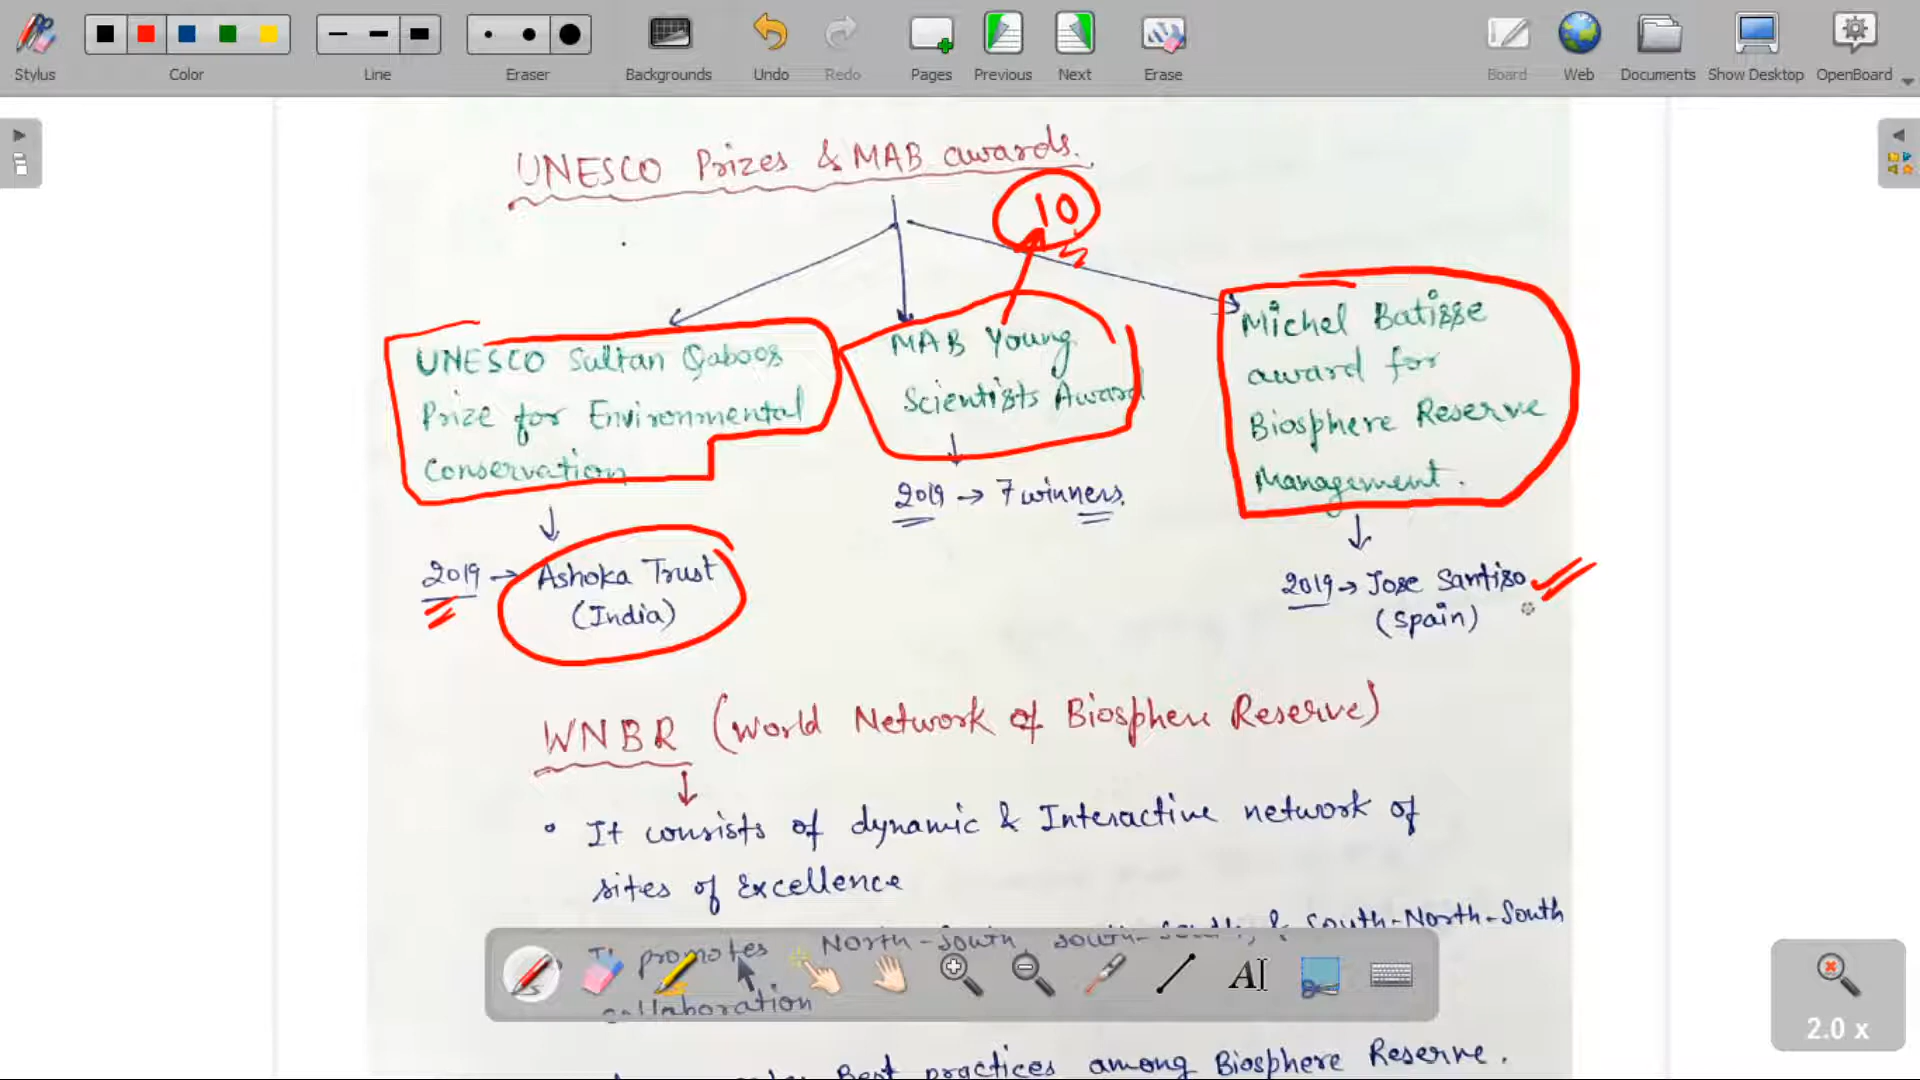 Stylus
Color
Line
Eraser
Backgrounds
Undo
Redo
Pages
Previous
Next
Erase
Board
Web
Documents
Show Desktop
OpenBoard
UNESCO Prizes & MAB awards.
10
UNESCO Sultan Qaboos
Prize for Environmental
Conservation
2019 → Ashoka Trust
(India)
MAB Young
Scientists Award
2019 → 7 winners.
Michel Batisse
award for
Biosphere Reserve
Management.
2019 → Jose Santiso
(Spain)
WNBR (World Network of Biosphere Reserve)
• It consists of dynamic & Interactive network of
sites of Excellence
promotes North-South, South-South, & South-North-South
collaboration
Best practices among Biosphere Reserve.
AI
2.0 x